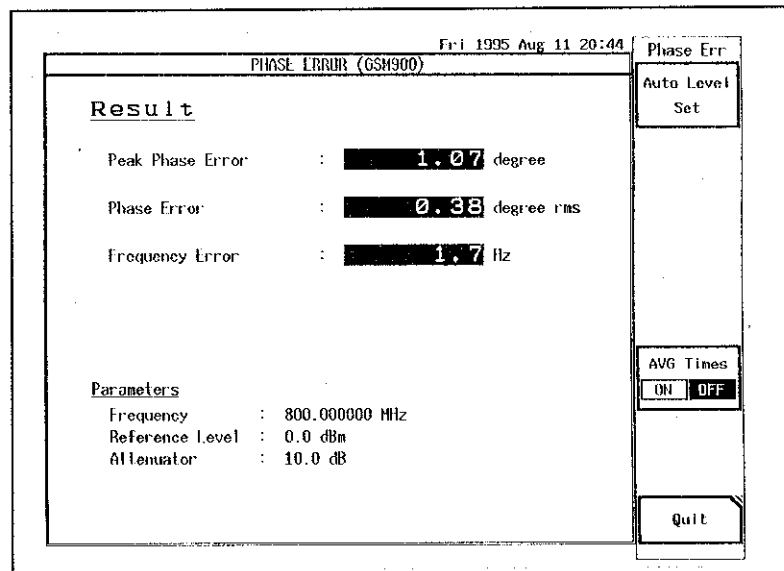 Fri 1995 Aug 11 20:44
PHASE ERROR (GSM900)
Result
Peak Phase Error : 1.07 degree
Phase Error : 0.38 degree rms
Frequency Error : 1.7 Hz
Parameters
Frequency : 800.000000 MHz
Reference Level : 0.0 dBm
Attenuator : 10.0 dB
Phase Err
Auto Level
Set
AVG Times
ON OFF
Quit